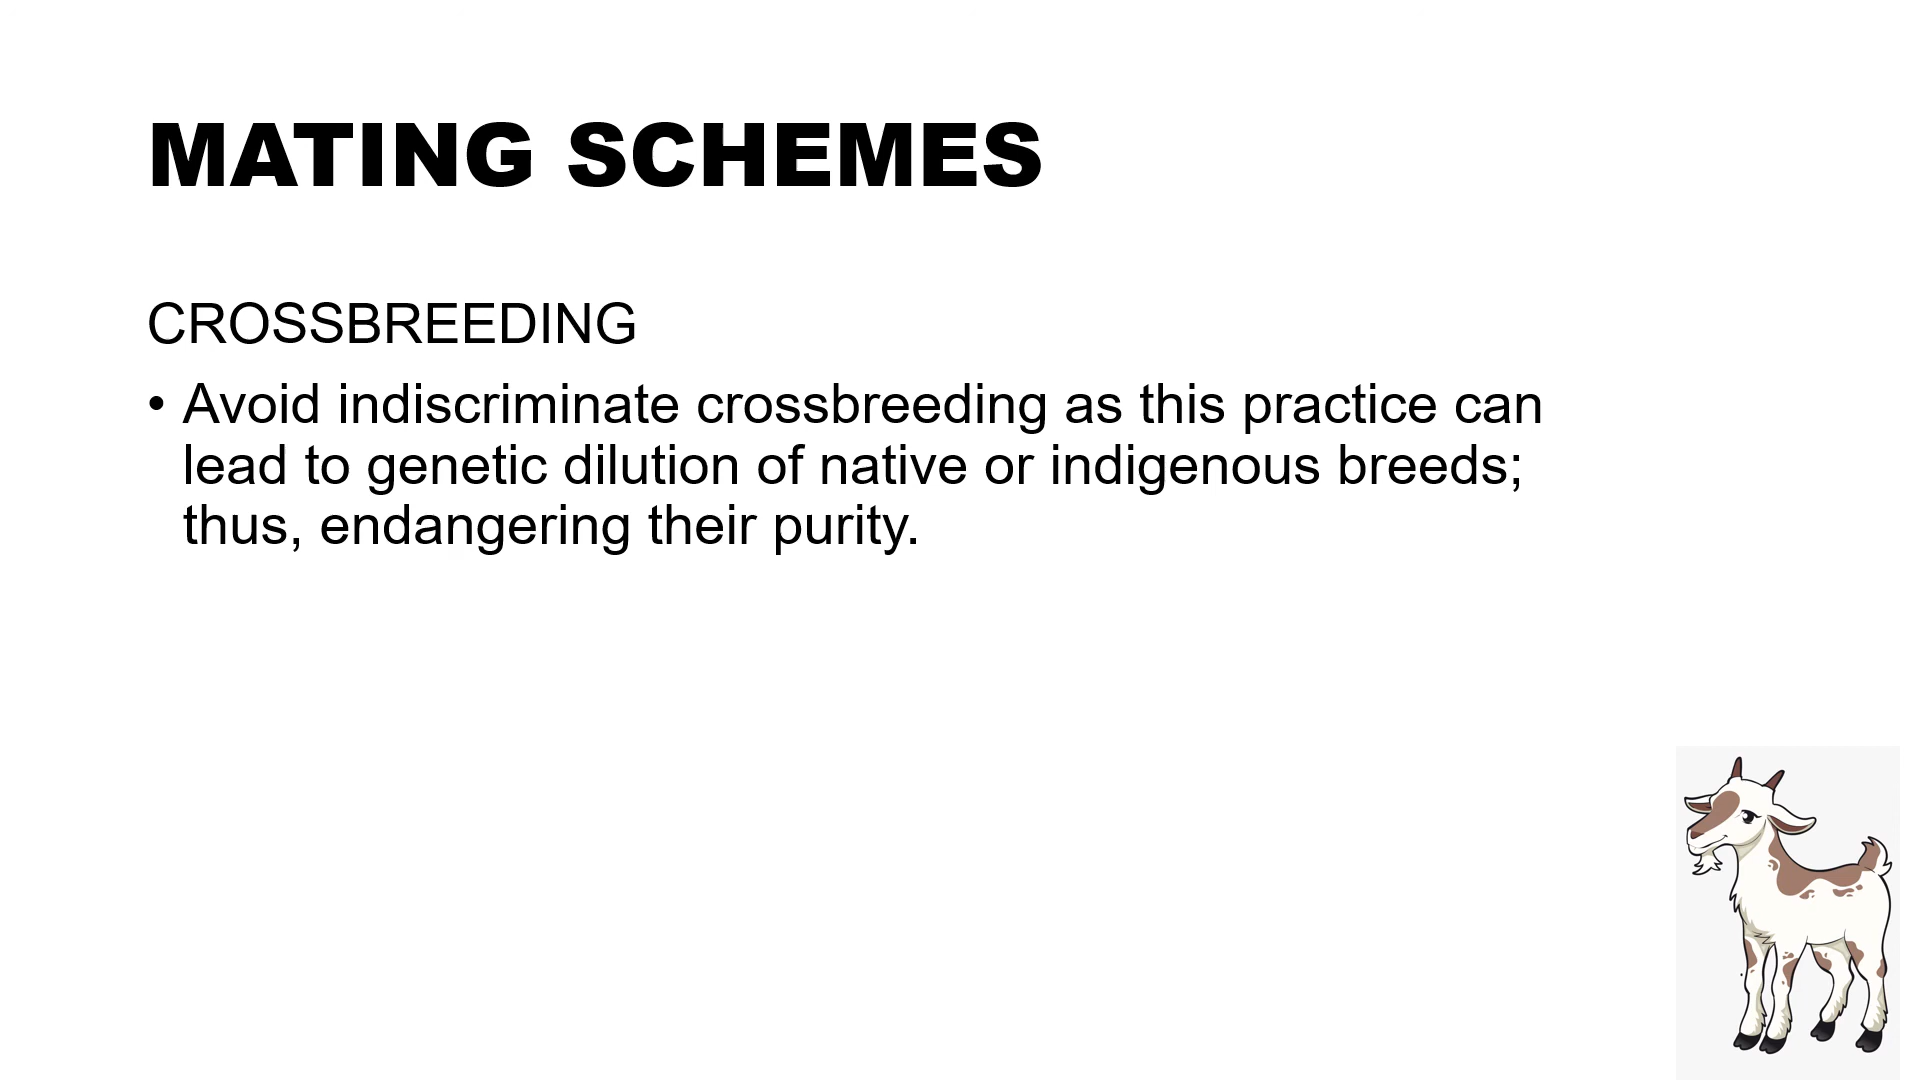 MATING SCHEMES
CROSSBREEDING
• Avoid indiscriminate crossbreeding as this practice can
lead to genetic dilution of native or indigenous breeds;
thus, endangering their purity.